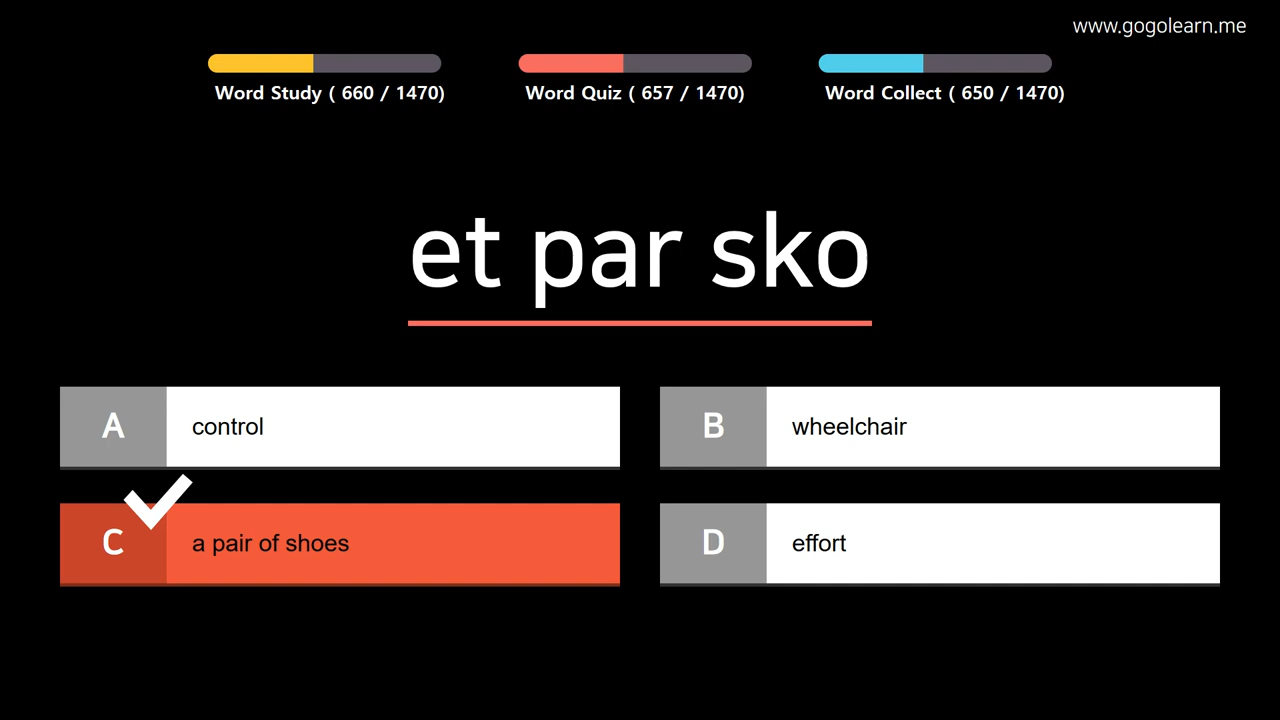 www.gogolearn.me
Word Study ( 660 / 1470)
Word Quiz ( 657 / 1470)
Word Collect ( 650 / 1470)
et par sko
A control
B wheelchair
C a pair of shoes
D effort